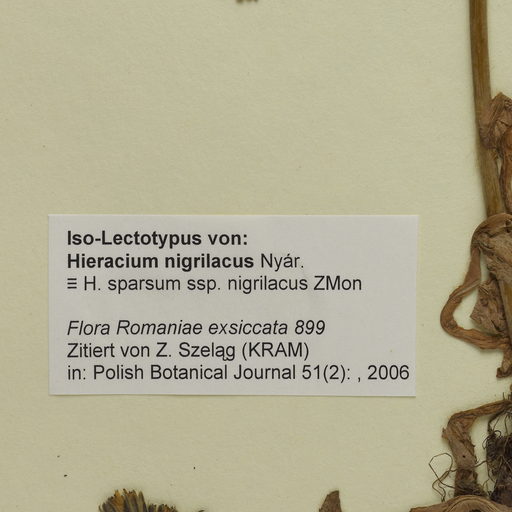 Iso-Lectotypus von:
Hieracium nigrilacus Nyár.
≡ H. sparsum ssp. nigrilacus ZMon
Flora Romaniae exsiccata 899
Zitiert von Z. Szeląg (KRAM)
in: Polish Botanical Journal 51(2): , 2006